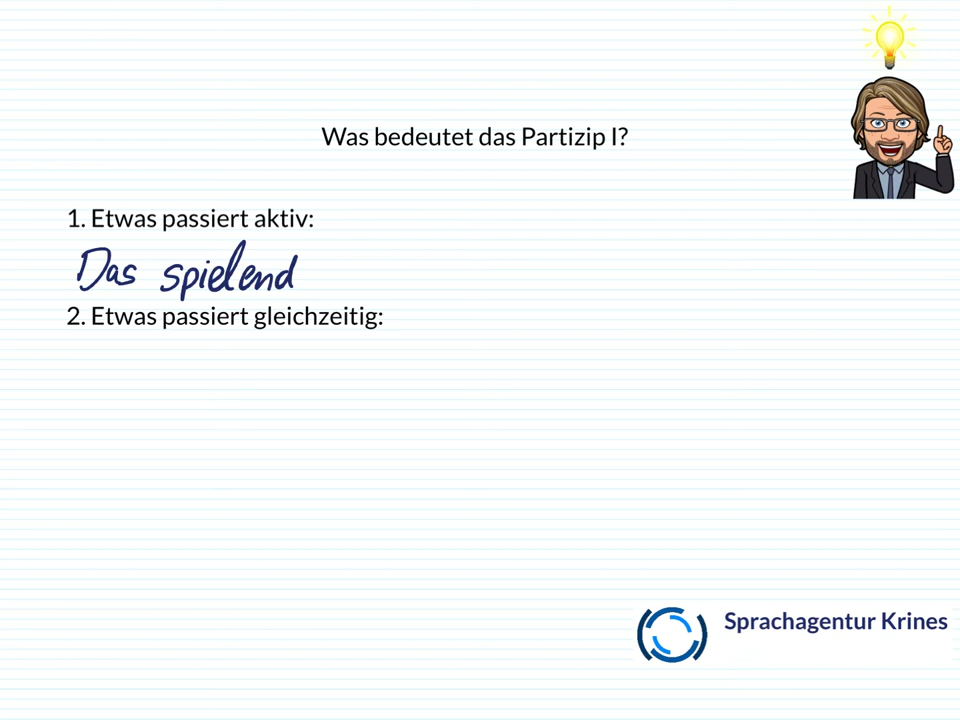 Was bedeutet das Partizip I?
1. Etwas passiert aktiv:
Das spielend
2. Etwas passiert gleichzeitig:
Sprachagentur Krines